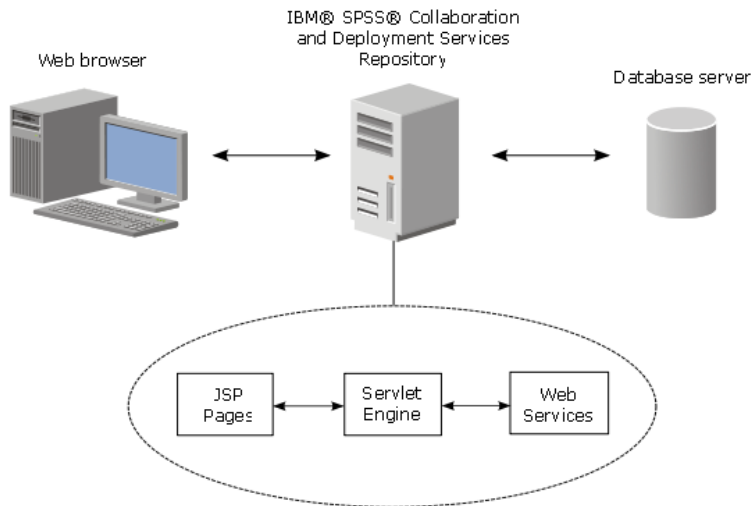 IBM® SPSS® Collaboration
and Deployment Services
Repository
Web browser
Database server
JSP
Pages
Servlet
Engine
Web
Services